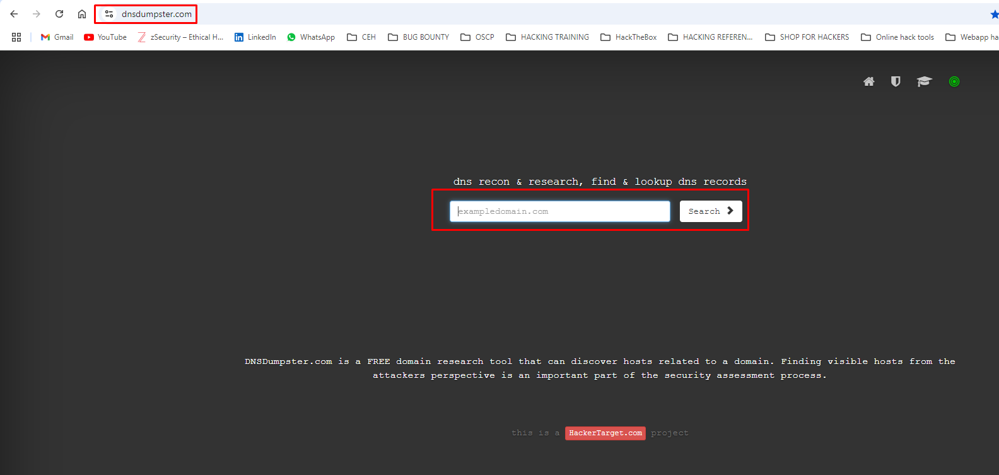 dnsdumpster.com
Gmail YouTube zSecurity – Ethical H... LinkedIn WhatsApp CEH BUG BOUNTY OSCP HACKING TRAINING HackTheBox HACKING REFEREN... SHOP FOR HACKERS Online hack tools Webapp ha
dns recon & research, find & lookup dns records
exampledomain.com Search
DNSDumpster.com is a FREE domain research tool that can discover hosts related to a domain. Finding visible hosts from the
attackers perspective is an important part of the security assessment process.
this is a HackerTarget.com project